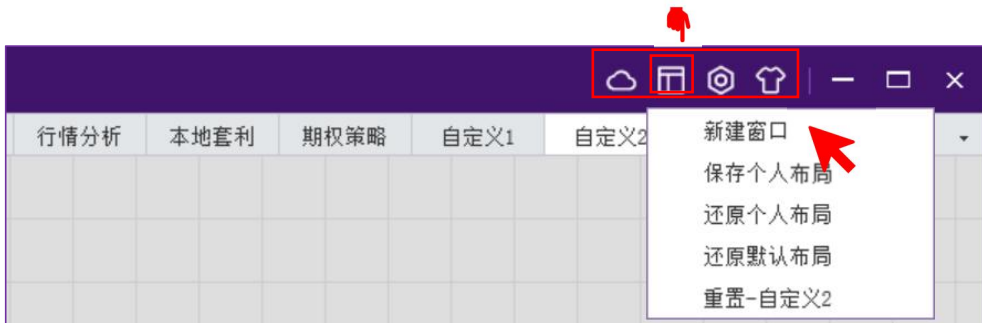 行情分析 本地套利 期权策略 自定义1 自定义2
新建窗口
保存个人布局
还原个人布局
还原默认布局
重置-自定义2